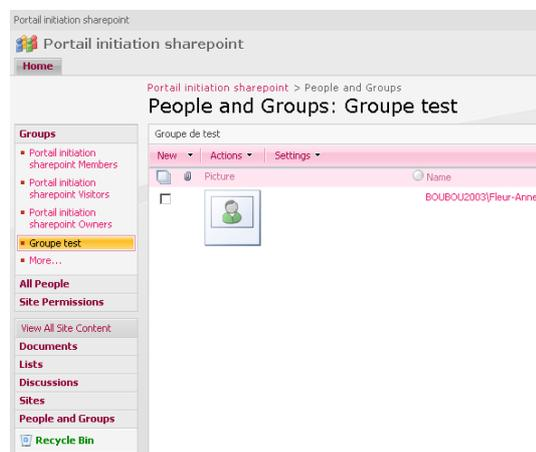 Portail initiation sharepoint
Portail initiation sharepoint
Home
Portail initiation sharepoint > People and Groups
People and Groups: Groupe test
Groups
Portail initiation
sharepoint Members
Portail initiation
sharepoint Visitors
Portail initiation
sharepoint Owners
Groupe test
More...
All People
Site Permissions
View All Site Content
Documents
Lists
Discussions
Sites
People and Groups
Recycle Bin
Groupe de test
New Actions Settings
Picture Name
BOUBOU2003\Fleur-Anne